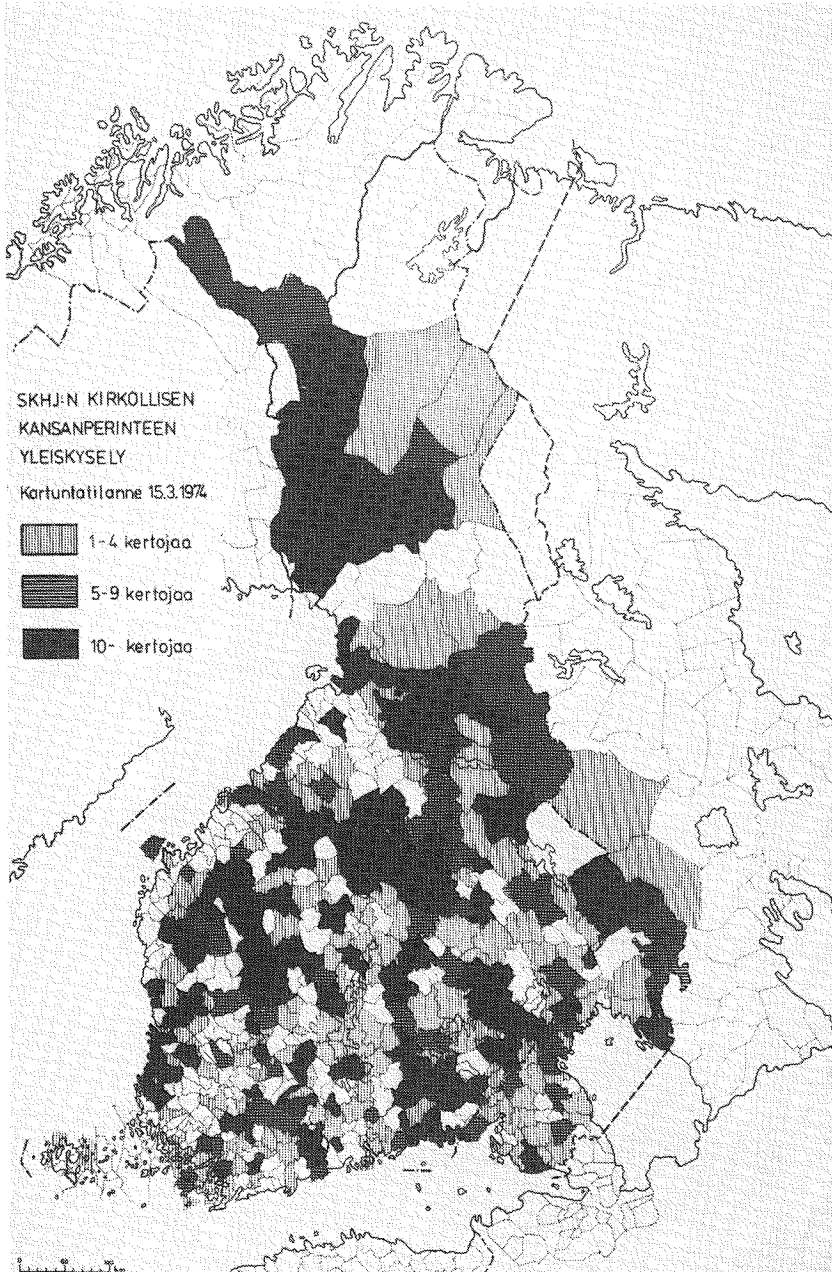 SKHJ:N KIRKOLLISEN
KANSANPERINTEEN
YLEISKYSELY
Kartuntatilanne 15.3.1974
1-4 kertojaa
5-9 kertojaa
10- kertojaa